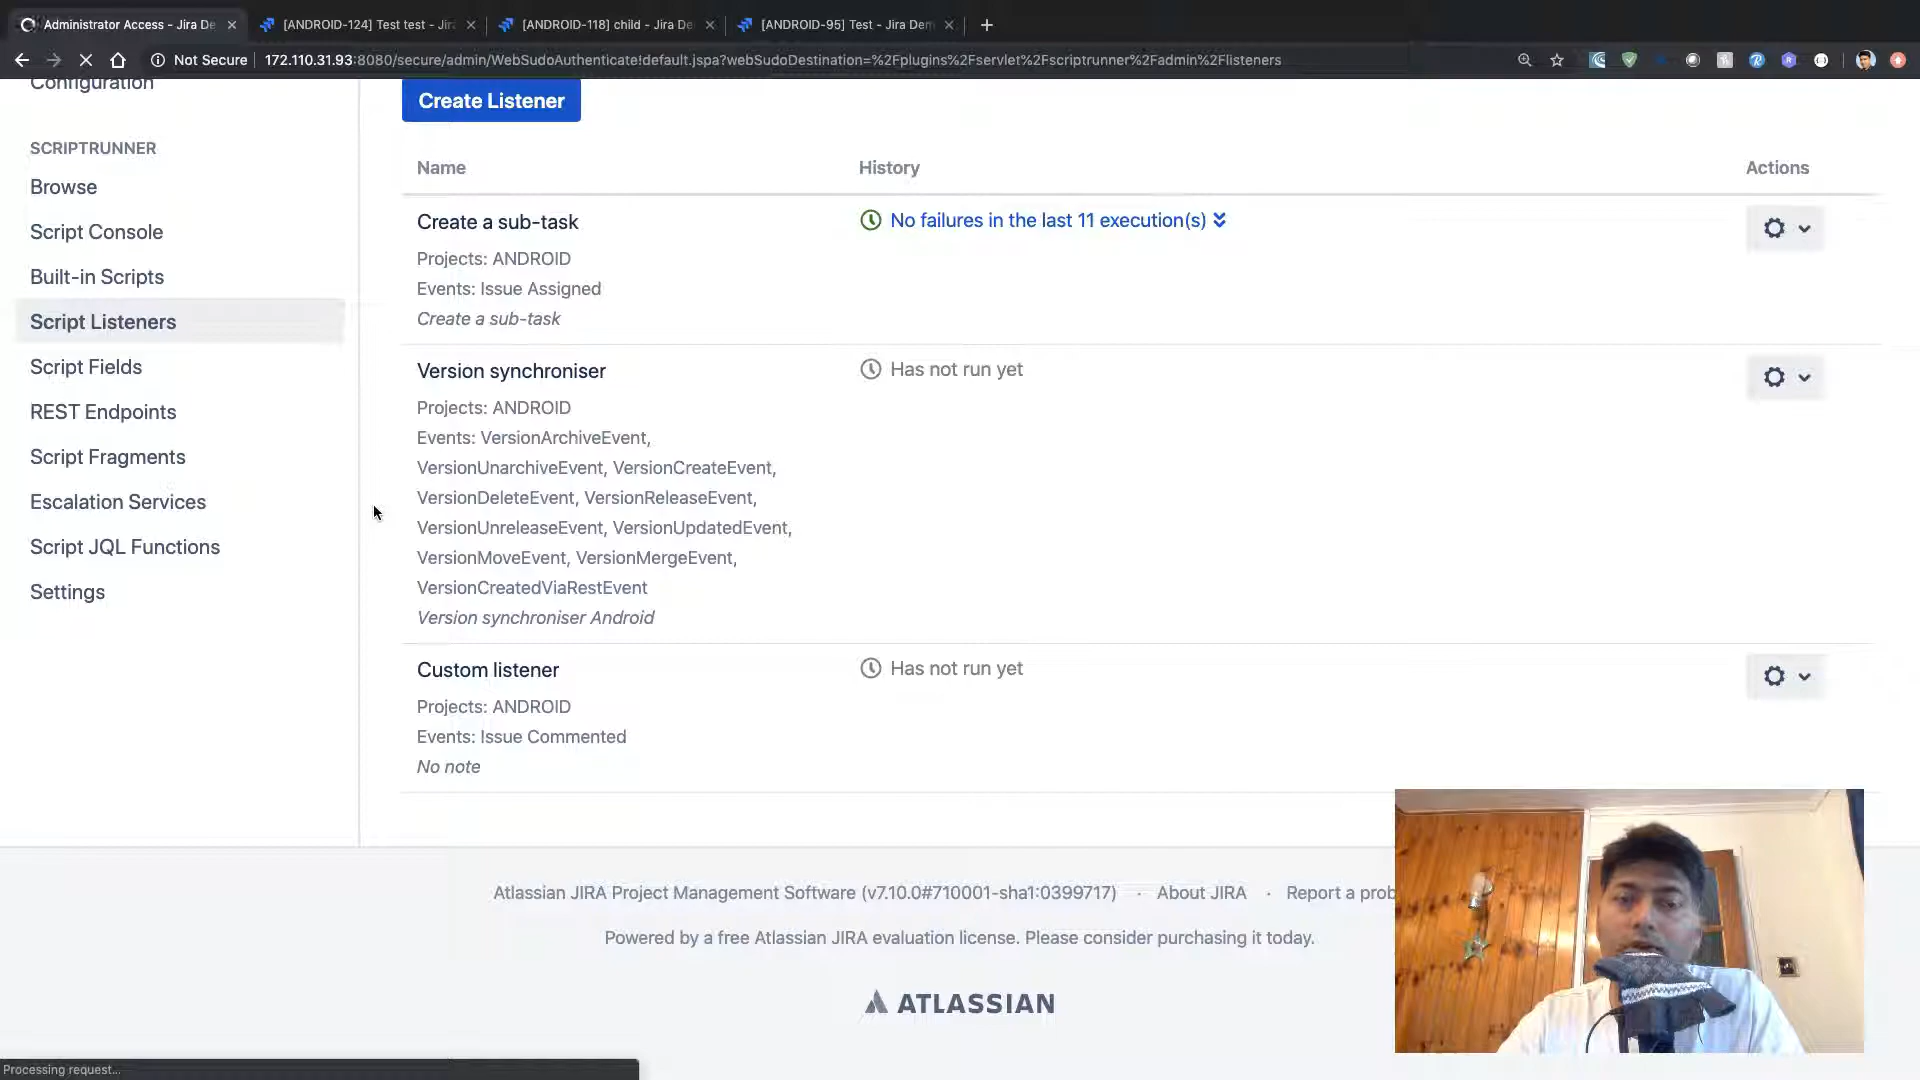 Administrator Access - Jira De
[ANDROID-124] Test test - Jira
[ANDROID-118] child - Jira De
[ANDROID-95] Test - Jira Dem
Not Secure
172.110.31.93:8080/secure/admin/WebSudoAuthenticate!default.jspa?webSudoDestination=%2Fplugins%2Fservlet%2Fscriptrunner%2Fadmin%2Flisteners
Configuration
SCRIPTRUNNER
Browse
Script Console
Built-in Scripts
Script Listeners
Script Fields
REST Endpoints
Script Fragments
Escalation Services
Script JQL Functions
Settings
Create Listener
Name History Actions
Create a sub-task
No failures in the last 11 execution(s)
Projects: ANDROID
Events: Issue Assigned
Create a sub-task
Version synchroniser
Has not run yet
Projects: ANDROID
Events: VersionArchiveEvent,
VersionUnarchiveEvent, VersionCreateEvent,
VersionDeleteEvent, VersionReleaseEvent,
VersionUnreleaseEvent, VersionUpdatedEvent,
VersionMoveEvent, VersionMergeEvent,
VersionCreatedViaRestEvent
Version synchroniser Android
Custom listener
Has not run yet
Projects: ANDROID
Events: Issue Commented
No note
Atlassian JIRA Project Management Software (v7.10.0#710001-sha1:0399717) · About JIRA · Report a prob
Powered by a free Atlassian JIRA evaluation license. Please consider purchasing it today.
ATLASSIAN
Processing request...